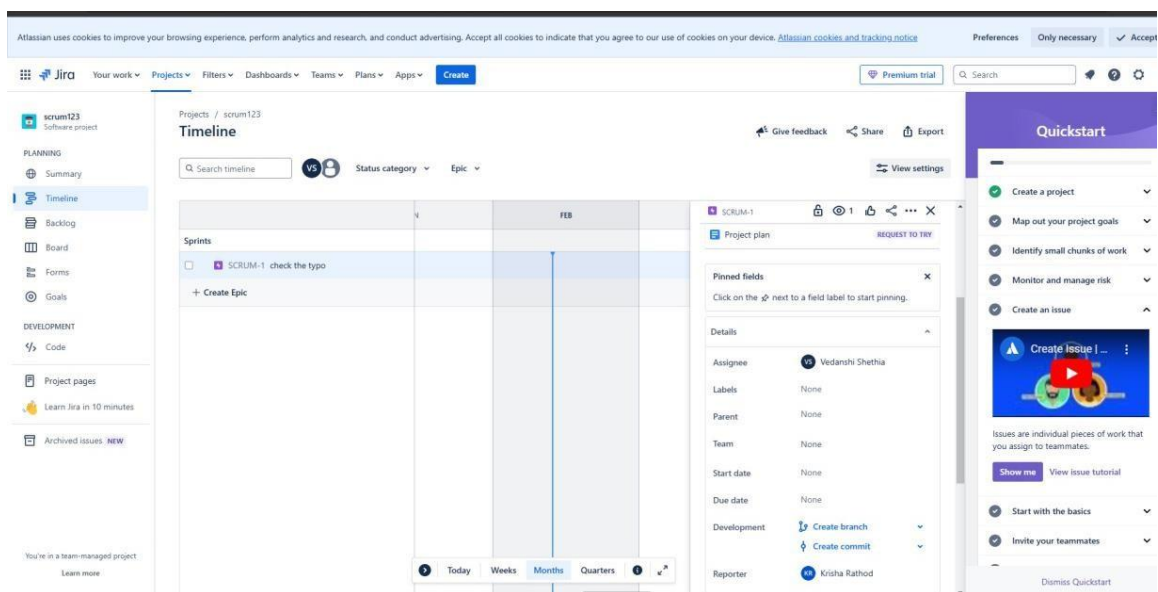 Atlassian uses cookies to improve your browsing experience, perform analytics and research, and conduct advertising. Accept all cookies to indicate that you agree to our use of cookies on your device. Atlassian cookies and tracking notice
Preferences Only necessary Accept
Jira Your work Projects Filters Dashboards Teams Plans Apps Create Premium trial Search
scrum123
Software project
PLANNING
Summary
Timeline
Backlog
Board
Forms
Goals
DEVELOPMENT
Code
Project pages
Learn Jira in 10 minutes
Archived issues NEW
You're in a team-managed project
Learn more
Projects / scrum123
Timeline
Give feedback Share Export
Search timeline VS Status category Epic View settings
FEB
Sprints
SCRUM-1 check the typo
+ Create Epic
Today Weeks Months Quarters
SCRUM-1 1
Project plan REQUEST TO TRY
Pinned fields
Click on the next to a field label to start pinning.
Details
Assignee VS Vedanshi Shethia
Labels None
Parent None
Team None
Start date None
Due date None
Development Create branch
Create commit
Reporter KR Krisha Rathod
Quickstart
Create a project
Map out your project goals
Identify small chunks of work
Monitor and manage risk
Create an issue
Create Issue | ...
Issues are individual pieces of work that
you assign to teammates.
Show me View issue tutorial
Start with the basics
Invite your teammates
Dismiss Quickstart